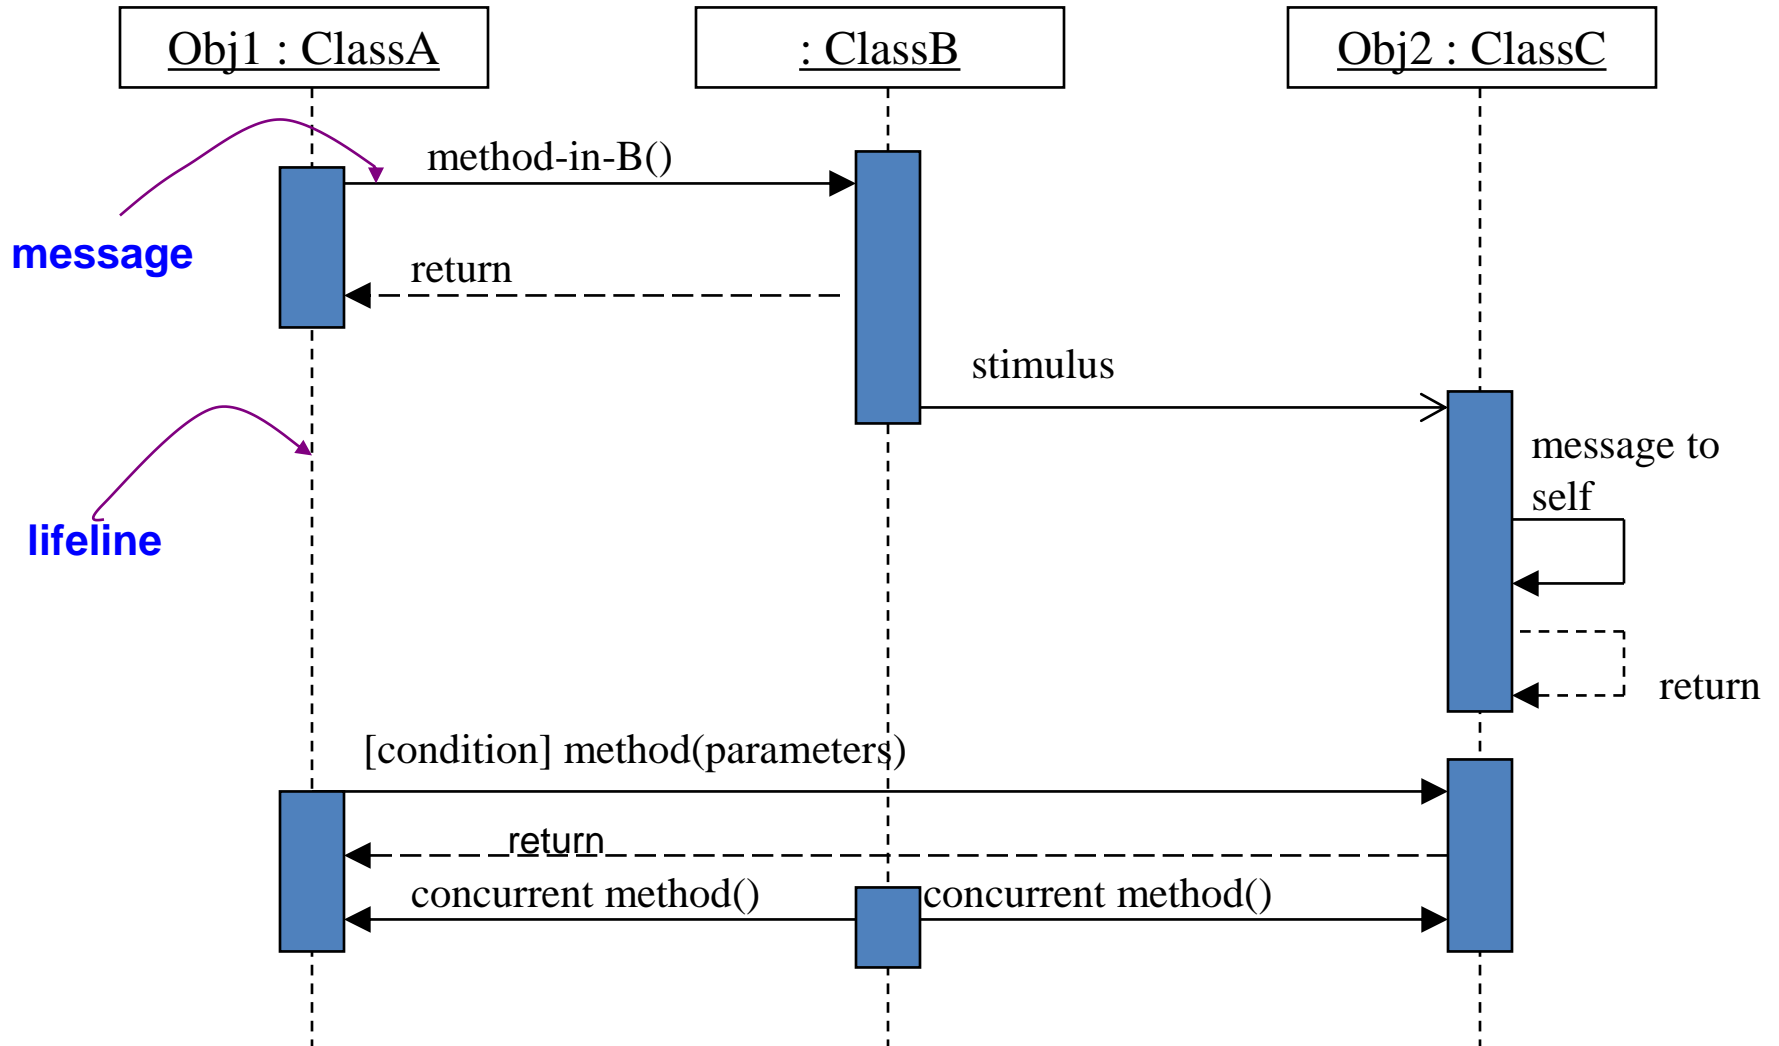 Obj1 : ClassA
: ClassB
Obj2 : ClassC
method-in-B()
message
return
stimulus
message to
self
lifeline
return
[condition] method(parameters)
return
concurrent method()
concurrent method()